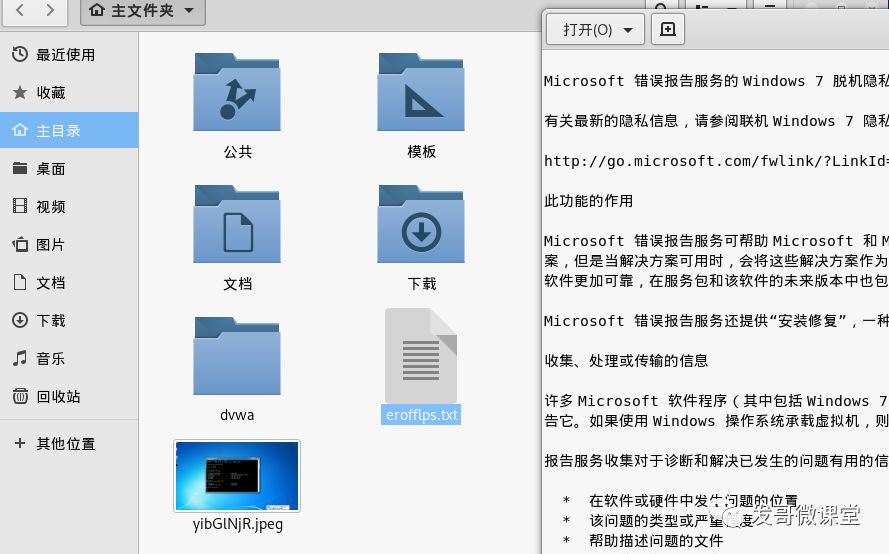 主文件夹
最近使用
收藏
主目录
桌面
视频
图片
文档
下载
音乐
回收站
其他位置
公共
模板
文档
下载
dvwa
erofflps.txt
yibGlNjR.jpeg
打开(O)
Microsoft 错误报告服务的 Windows 7 脱机隐私
有关最新的隐私信息，请参阅联机 Windows 7 隐私
http://go.microsoft.com/fwlink/?LinkId=
此功能的作用
Microsoft 错误报告服务可帮助 Microsoft 和 M
案，但是当解决方案可用时，会将这些解决方案作为
软件更加可靠，在服务包和该软件的未来版本中也包
Microsoft 错误报告服务还提供“安装修复”，一种
收集、处理或传输的信息
许多 Microsoft 软件程序（其中包括 Windows 7
告它。如果使用 Windows 操作系统承载虚拟机，则
报告服务收集对于诊断和解决已发生的问题有用的信
* 在软件或硬件中发生问题的位置
* 该问题的类型或严重程度
* 帮助描述问题的文件
发哥微课堂